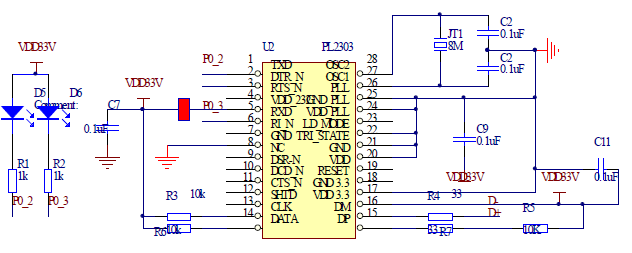 U2 PL2303
VDD33V
VDD33V
P0_2
P0_3
D5 D6
Comment:
C7
0.1uF
R1
1k
R2
1k
P0_2 P0_3
R3 10k
R6 10k
1 TXD OSC2 28
2 DTR_N OSC1 27
3 RTS_N PLL 26
4 VDD_232 GND_PLL 25
5 RXD VDD_PLL 24
6 RI_N LD_MODE 23
7 GND TRI_STATE 22
8 NC GND 21
9 DSR-N VDD 20
10 DCD_N RESET 19
11 CTS_N GND3.3 18
12 SHTD VDD3.3 17
13 CLK DM 16
14 DATA DP 15
JT1
8M
C2
0.1uF
C2
0.1uF
C9
0.1uF
VDD33V
C11
0.1uF
VDD33V
R4 33 D-
D+
33 R7
R5
10K